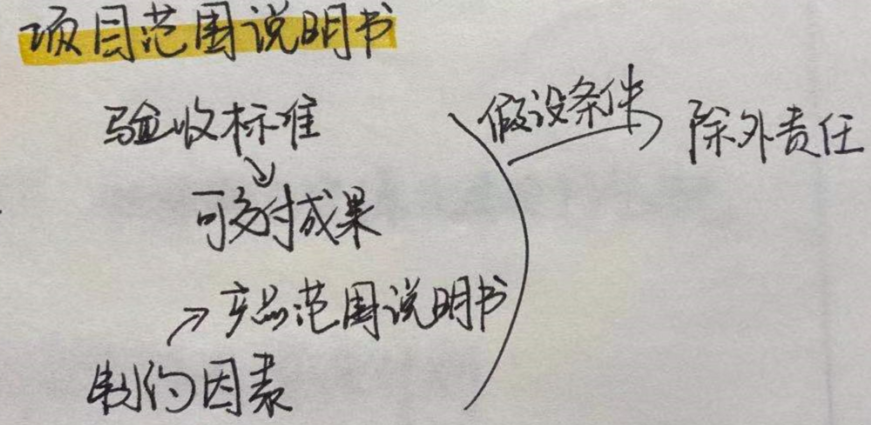 项目范围说明书
验收标准
假设条件
除外责任
可交付成果
产品范围说明书
制约因素